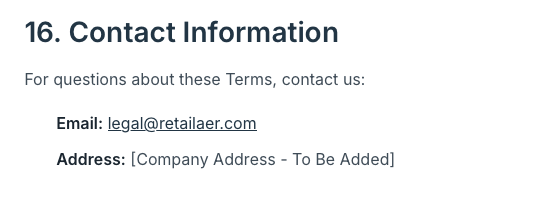 16. Contact Information
For questions about these Terms, contact us:
Email: legal@retailaer.com
Address: [Company Address - To Be Added]